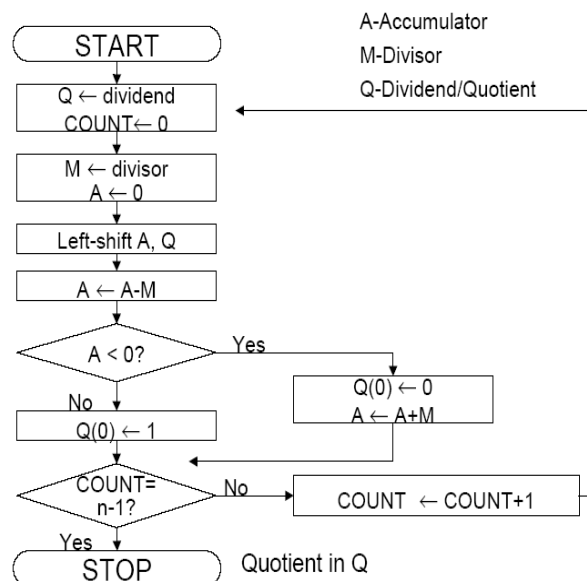 START
A-Accumulator
M-Divisor
Q-Dividend/Quotient
Q ← dividend
COUNT← 0
M ← divisor
A ← 0
Left-shift A, Q
A ← A-M
A < 0?
Yes
No
Q(0) ← 0
A ← A+M
Q(0) ← 1
COUNT=
n-1?
No
COUNT ← COUNT+1
Yes
STOP
Quotient in Q